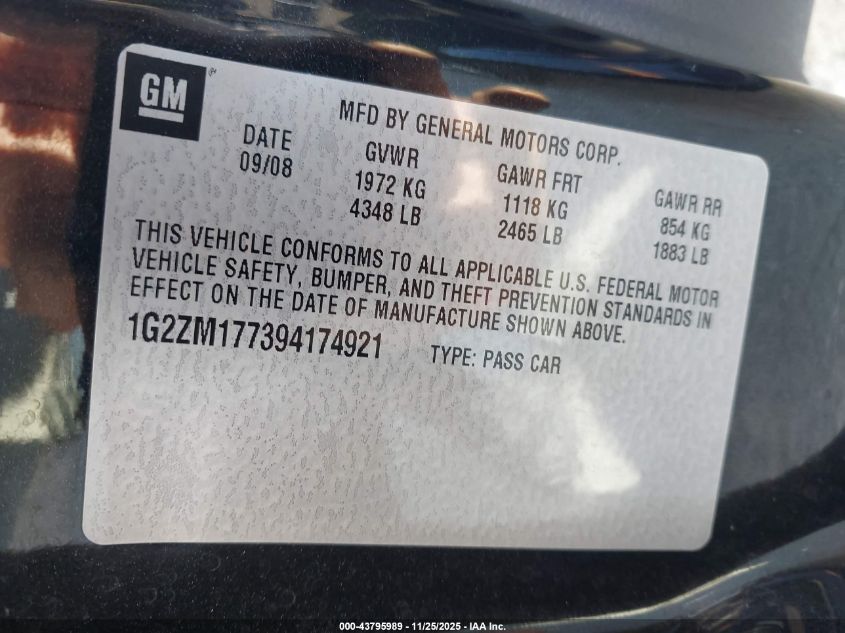 GM
MFD BY GENERAL MOTORS CORP.
DATE GVWR GAWR FRT GAWR RR
09/08 1972 KG 1118 KG 854 KG
4348 LB 2465 LB 1883 LB
THIS VEHICLE CONFORMS TO ALL APPLICABLE U.S. FEDERAL MOTOR
VEHICLE SAFETY, BUMPER, AND THEFT PREVENTION STANDARDS IN
EFFECT ON THE DATE OF MANUFACTURE SHOWN ABOVE.
1G2ZM177394174921 TYPE: PASS CAR
000-43795989 - 11/25/2025 - IAA Inc.